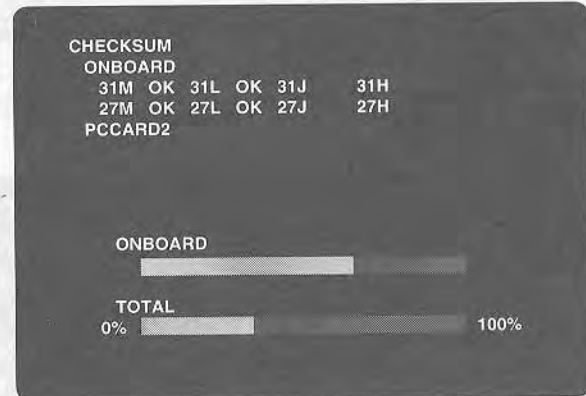 CHECKSUM
ONBOARD
31M OK 31L OK 31J 31H
27M OK 27L OK 27J 27H
PCCARD2
ONBOARD
TOTAL
0% 100%